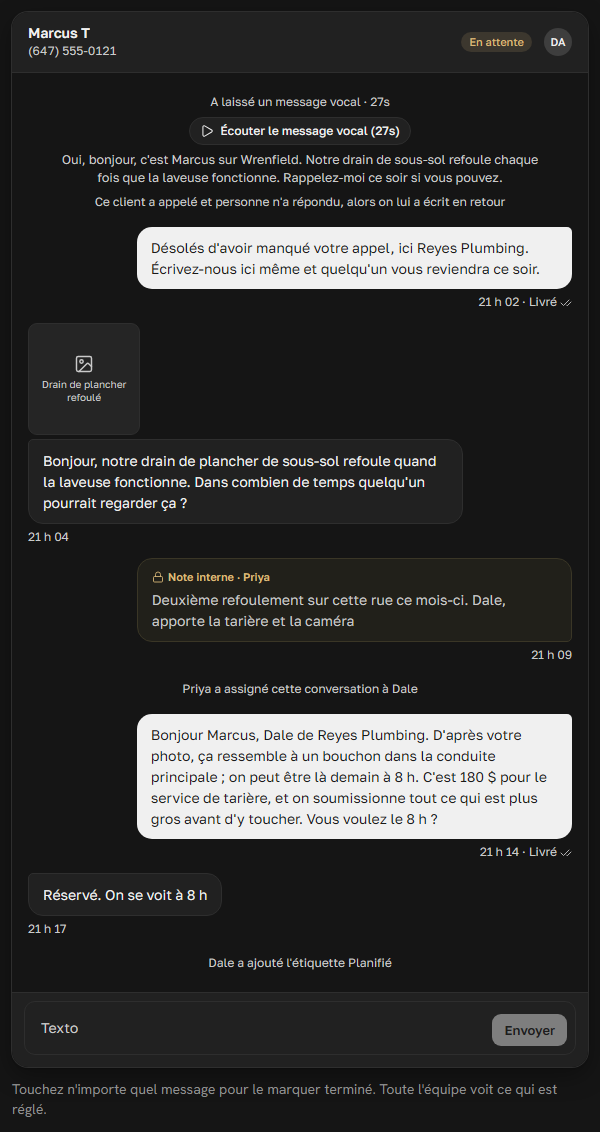 Marcus T
(647) 555-0121
En attente
DA
A laissé un message vocal · 27s
Écouter le message vocal (27s)
Oui, bonjour, c'est Marcus sur Wrenfield. Notre drain de sous-sol refoule chaque
fois que la laveuse fonctionne. Rappelez-moi ce soir si vous pouvez.
Ce client a appelé et personne n'a répondu, alors on lui a écrit en retour
Désolés d'avoir manqué votre appel, ici Reyes Plumbing.
Écrivez-nous ici même et quelqu'un vous reviendra ce soir.
21 h 02 · Livré
Drain de plancher
refoulé
Bonjour, notre drain de plancher de sous-sol refoule quand
la laveuse fonctionne. Dans combien de temps quelqu'un
pourrait regarder ça ?
21 h 04
Note interne · Priya
Deuxième refoulement sur cette rue ce mois-ci. Dale,
apporte la tarière et la caméra
21 h 09
Priya a assigné cette conversation à Dale
Bonjour Marcus, Dale de Reyes Plumbing. D'après votre
photo, ça ressemble à un bouchon dans la conduite
principale ; on peut être là demain à 8 h. C'est 180 $ pour le
service de tarière, et on soumissionne tout ce qui est plus
gros avant d'y toucher. Vous voulez le 8 h ?
21 h 14 · Livré
Réservé. On se voit à 8 h
21 h 17
Dale a ajouté l'étiquette Planifié
Texto
Envoyer
Touchez n'importe quel message pour le marquer terminé. Toute l'équipe voit ce qui est
réglé.